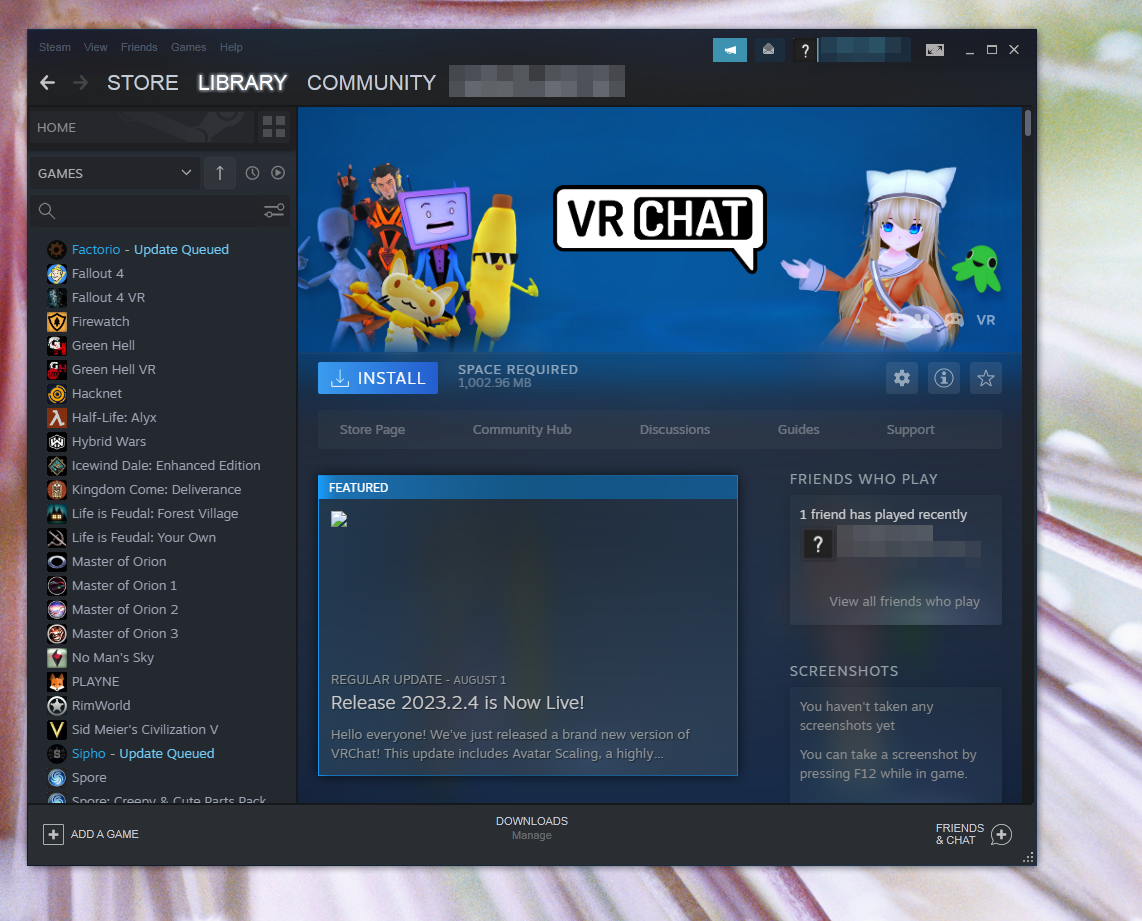 Steam View Friends Games Help
?
STORE LIBRARY COMMUNITY
HOME
GAMES
Factorio - Update Queued
Fallout 4
Fallout 4 VR
Firewatch
Green Hell
Green Hell VR
Hacknet
Half-Life: Alyx
Hybrid Wars
Icewind Dale: Enhanced Edition
Kingdom Come: Deliverance
Life is Feudal: Forest Village
Life is Feudal: Your Own
Master of Orion
Master of Orion 1
Master of Orion 2
Master of Orion 3
No Man's Sky
PLAYNE
RimWorld
Sid Meier's Civilization V
Sipho - Update Queued
Spore
Spore: Creepy & Cute Parts Pack
VR CHAT
VR
INSTALL
SPACE REQUIRED
1,002.96 MB
Store Page Community Hub Discussions Guides Support
FEATURED
REGULAR UPDATE - AUGUST 1
Release 2023.2.4 is Now Live!
Hello everyone! We've just released a brand new version of
VRChat! This update includes Avatar Scaling, a highly...
FRIENDS WHO PLAY
1 friend has played recently
?
View all friends who play
SCREENSHOTS
You haven't taken any
screenshots yet
You can take a screenshot by
pressing F12 while in game.
ADD A GAME
DOWNLOADS
Manage
FRIENDS
& CHAT